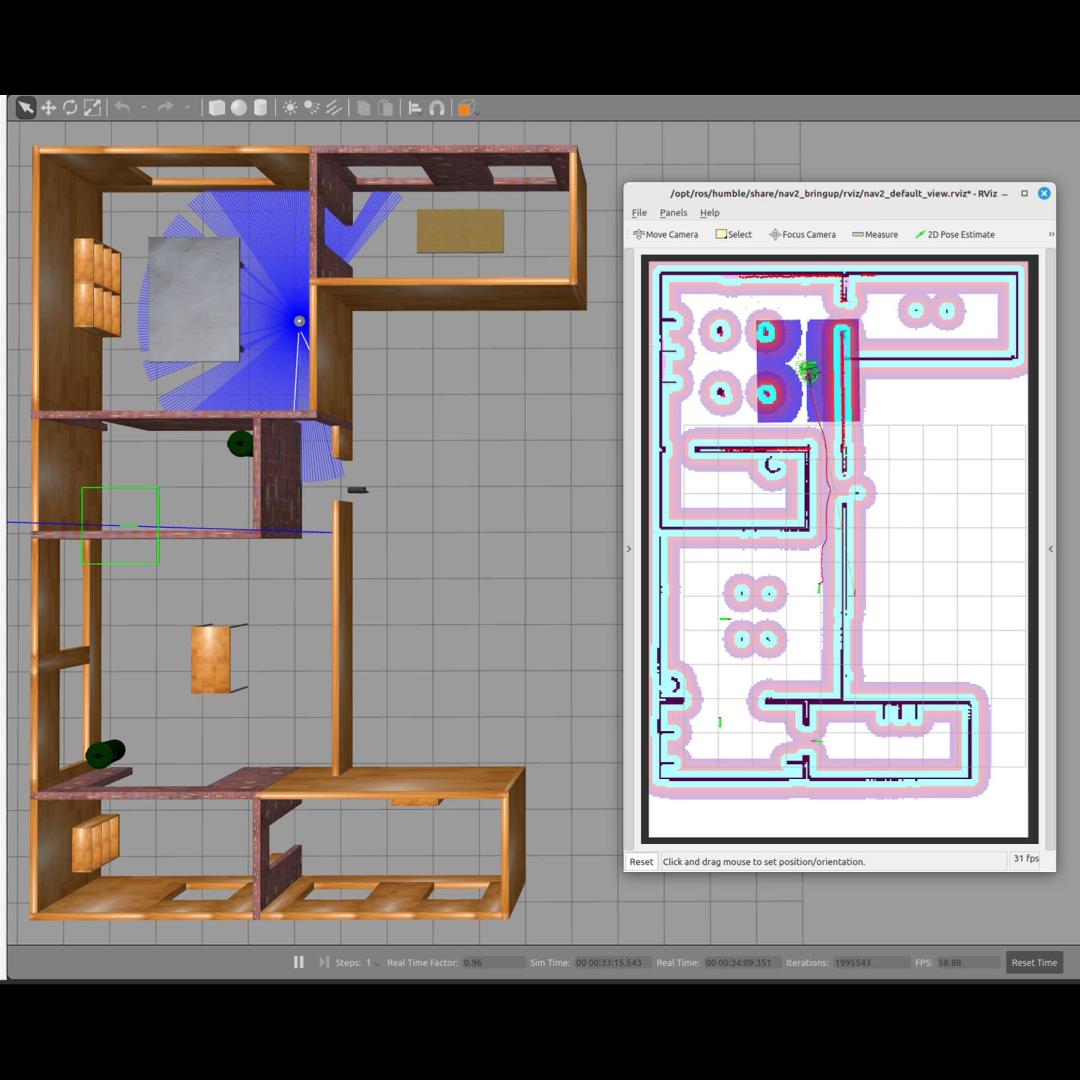 /opt/ros/humble/share/nav2_bringup/rviz/nav2_default_view.rviz* - RViz
File Panels Help
Move Camera Select Focus Camera Measure 2D Pose Estimate »
Reset Click and drag mouse to set position/orientation. 31 fps
Steps: 1 Real Time Factor: 0.96 Sim Time: 00 00:33:15.543 Real Time: 00 00:34:09.351 Iterations: 1995543 FPS: 58.88 Reset Time